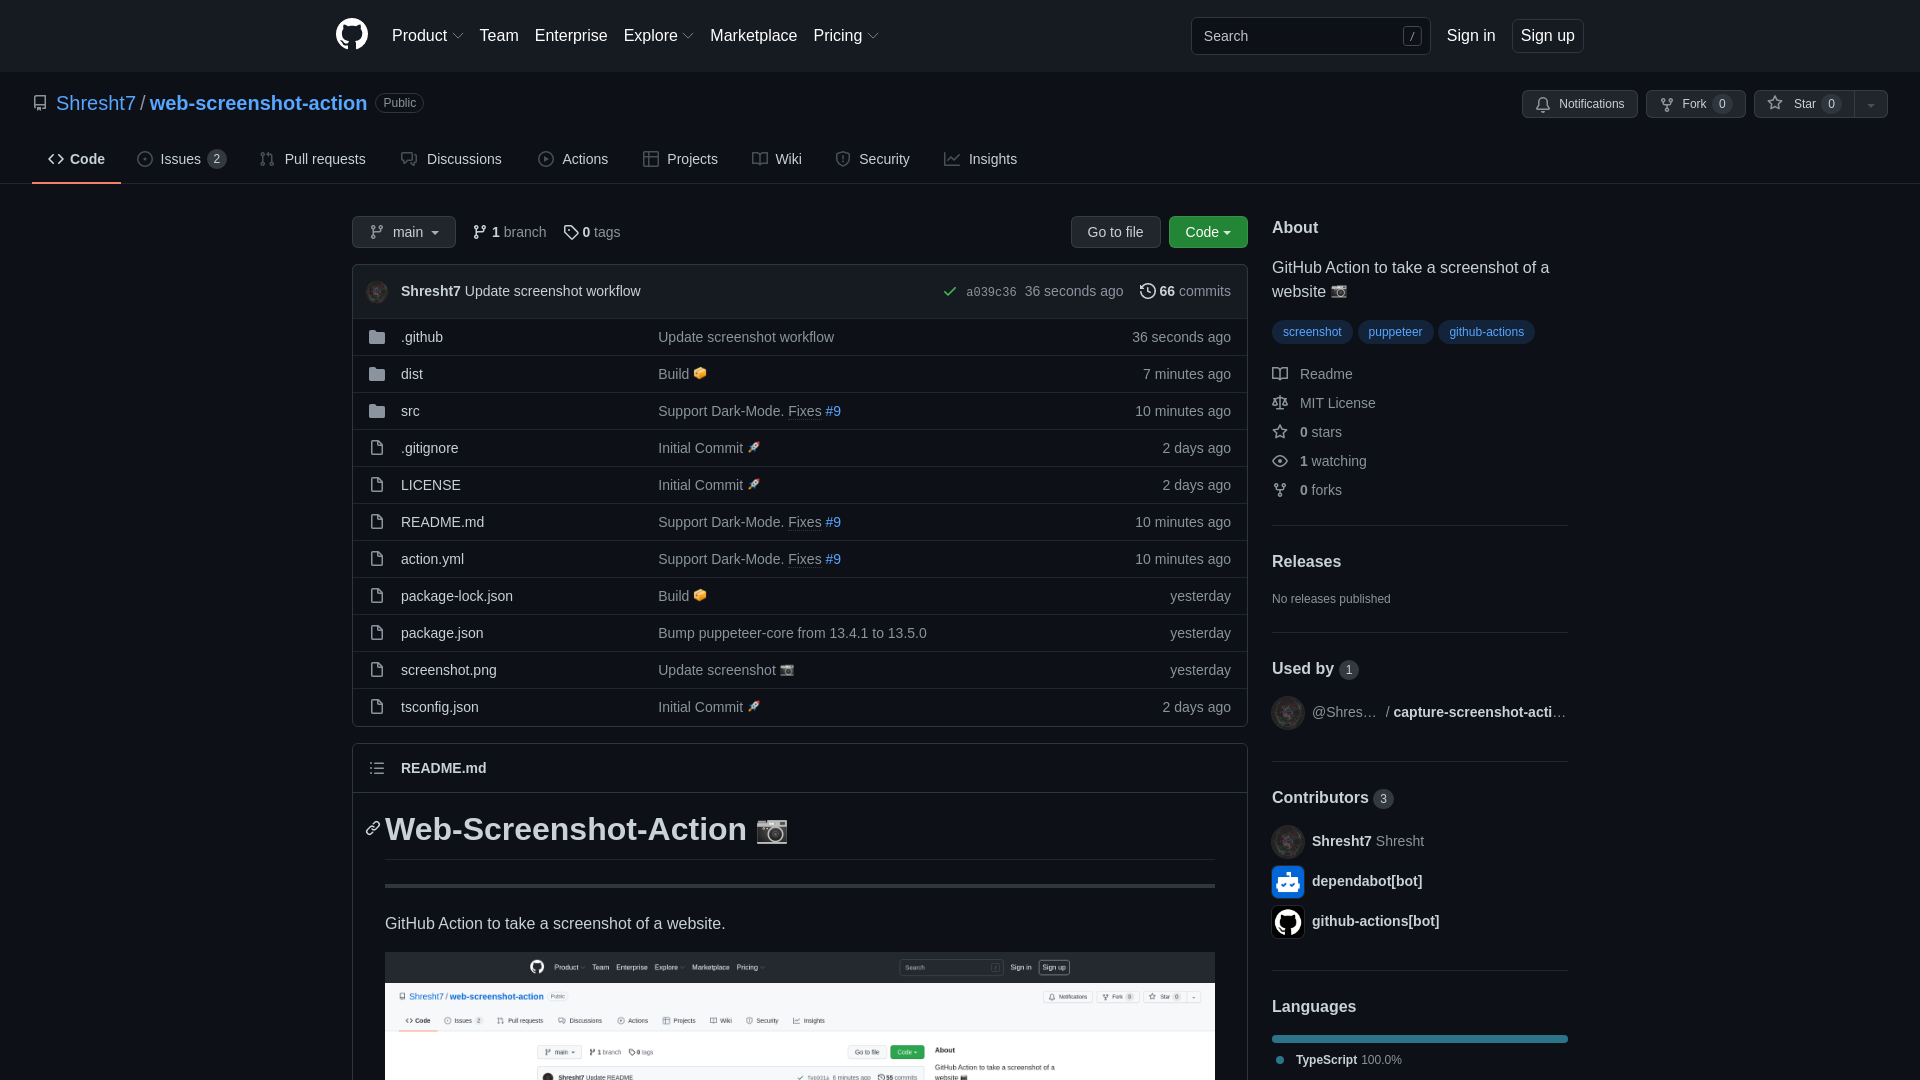 Product Team Enterprise Explore Marketplace Pricing Search / Sign in Sign up
Shresht7 / web-screenshot-action Public Notifications Fork 0 Star 0
Code Issues 2 Pull requests Discussions Actions Projects Wiki Security Insights
main 1 branch 0 tags Go to file Code
Shresht7 Update screenshot workflow a039c36 36 seconds ago 66 commits
.github Update screenshot workflow 36 seconds ago
dist Build 📦 7 minutes ago
src Support Dark-Mode. Fixes #9 10 minutes ago
.gitignore Initial Commit 🚀 2 days ago
LICENSE Initial Commit 🚀 2 days ago
README.md Support Dark-Mode. Fixes #9 10 minutes ago
action.yml Support Dark-Mode. Fixes #9 10 minutes ago
package-lock.json Build 📦 yesterday
package.json Bump puppeteer-core from 13.4.1 to 13.5.0 yesterday
screenshot.png Update screenshot 📸 yesterday
tsconfig.json Initial Commit 🚀 2 days ago
README.md
Web-Screenshot-Action 📸
GitHub Action to take a screenshot of a website.
Product Team Enterprise Explore Marketplace Pricing Search / Sign in Sign up
Shresht7 / web-screenshot-action Public Notifications Fork 0 Star 0
Code Issues 2 Pull requests Discussions Actions Projects Wiki Security Insights
main 1 branch 0 tags Go to file Code
About
Shresht7 Update README 6 minutes ago 55 commits
GitHub Action to take a screenshot of a
website 📸
About
GitHub Action to take a screenshot of a
website 📸
screenshot puppeteer github-actions
Readme
MIT License
0 stars
1 watching
0 forks
Releases
No releases published
Used by 1
@Shres… / capture-screenshot-acti…
Contributors 3
Shresht7 Shresht
dependabot[bot]
github-actions[bot]
Languages
TypeScript 100.0%